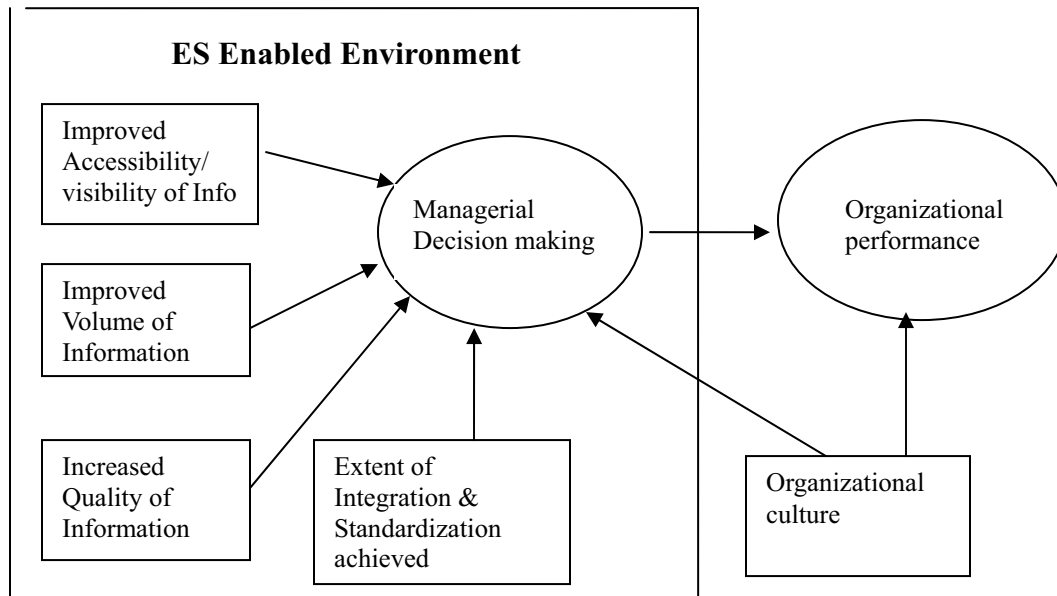 ES Enabled Environment
Improved
Accessibility/
visibility of Info
Managerial
Decision making
Organizational
performance
Improved
Volume of
Information
Increased
Quality of
Information
Extent of
Integration &
Standardization
achieved
Organizational
culture